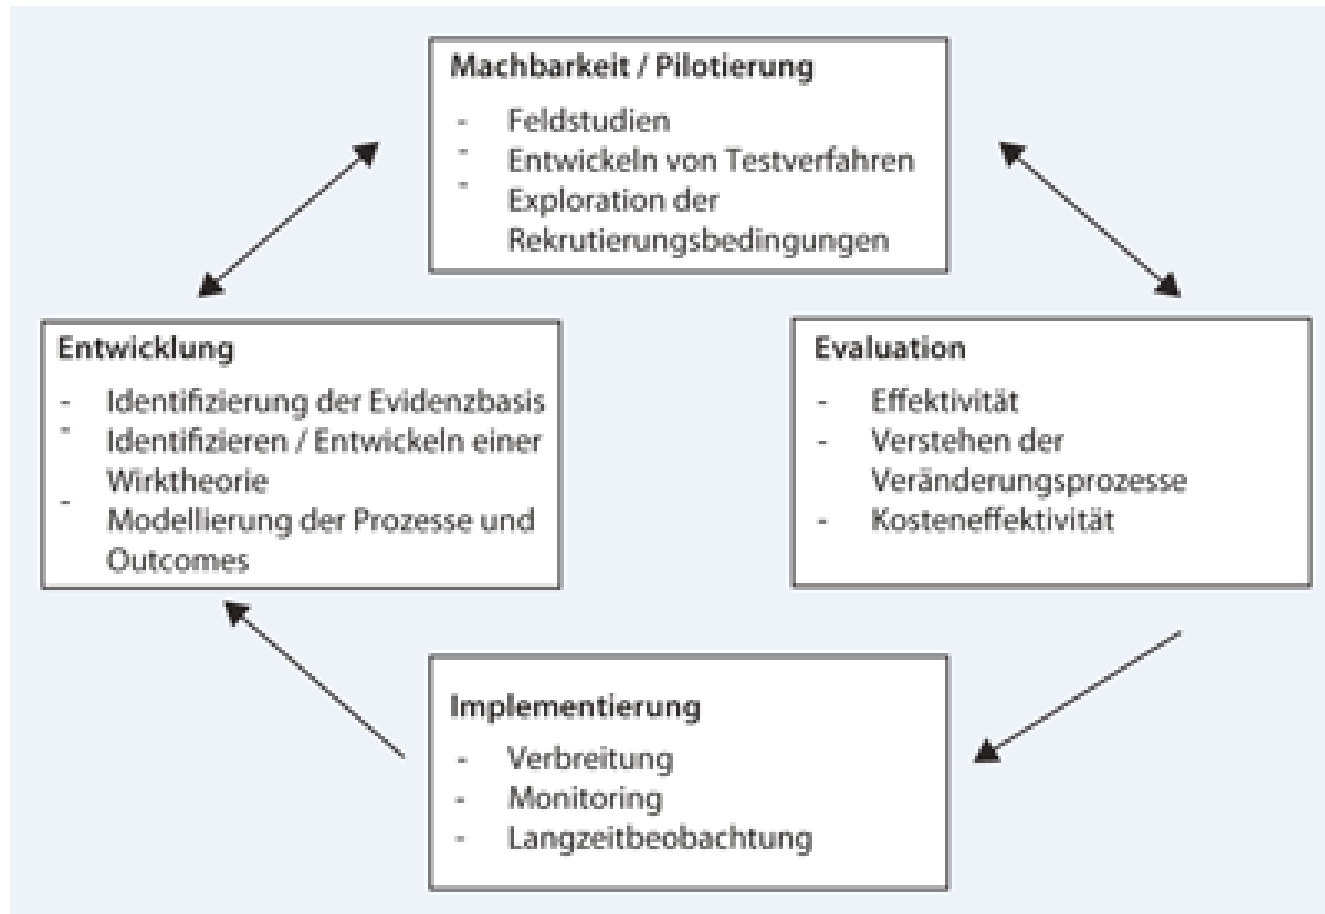 Machbarkeit / Pilotierung
- Feldstudien
- Entwickeln von Testverfahren
- Exploration der
Rekrutierungsbedingungen
Entwicklung
- Identifizierung der Evidenzbasis
- Identifizieren / Entwickeln einer
Wirktheorie
- Modellierung der Prozesse und
Outcomes
Evaluation
- Effektivität
- Verstehen der
Veränderungsprozesse
- Kosteneffektivität
Implementierung
- Verbreitung
- Monitoring
- Langzeitbeobachtung